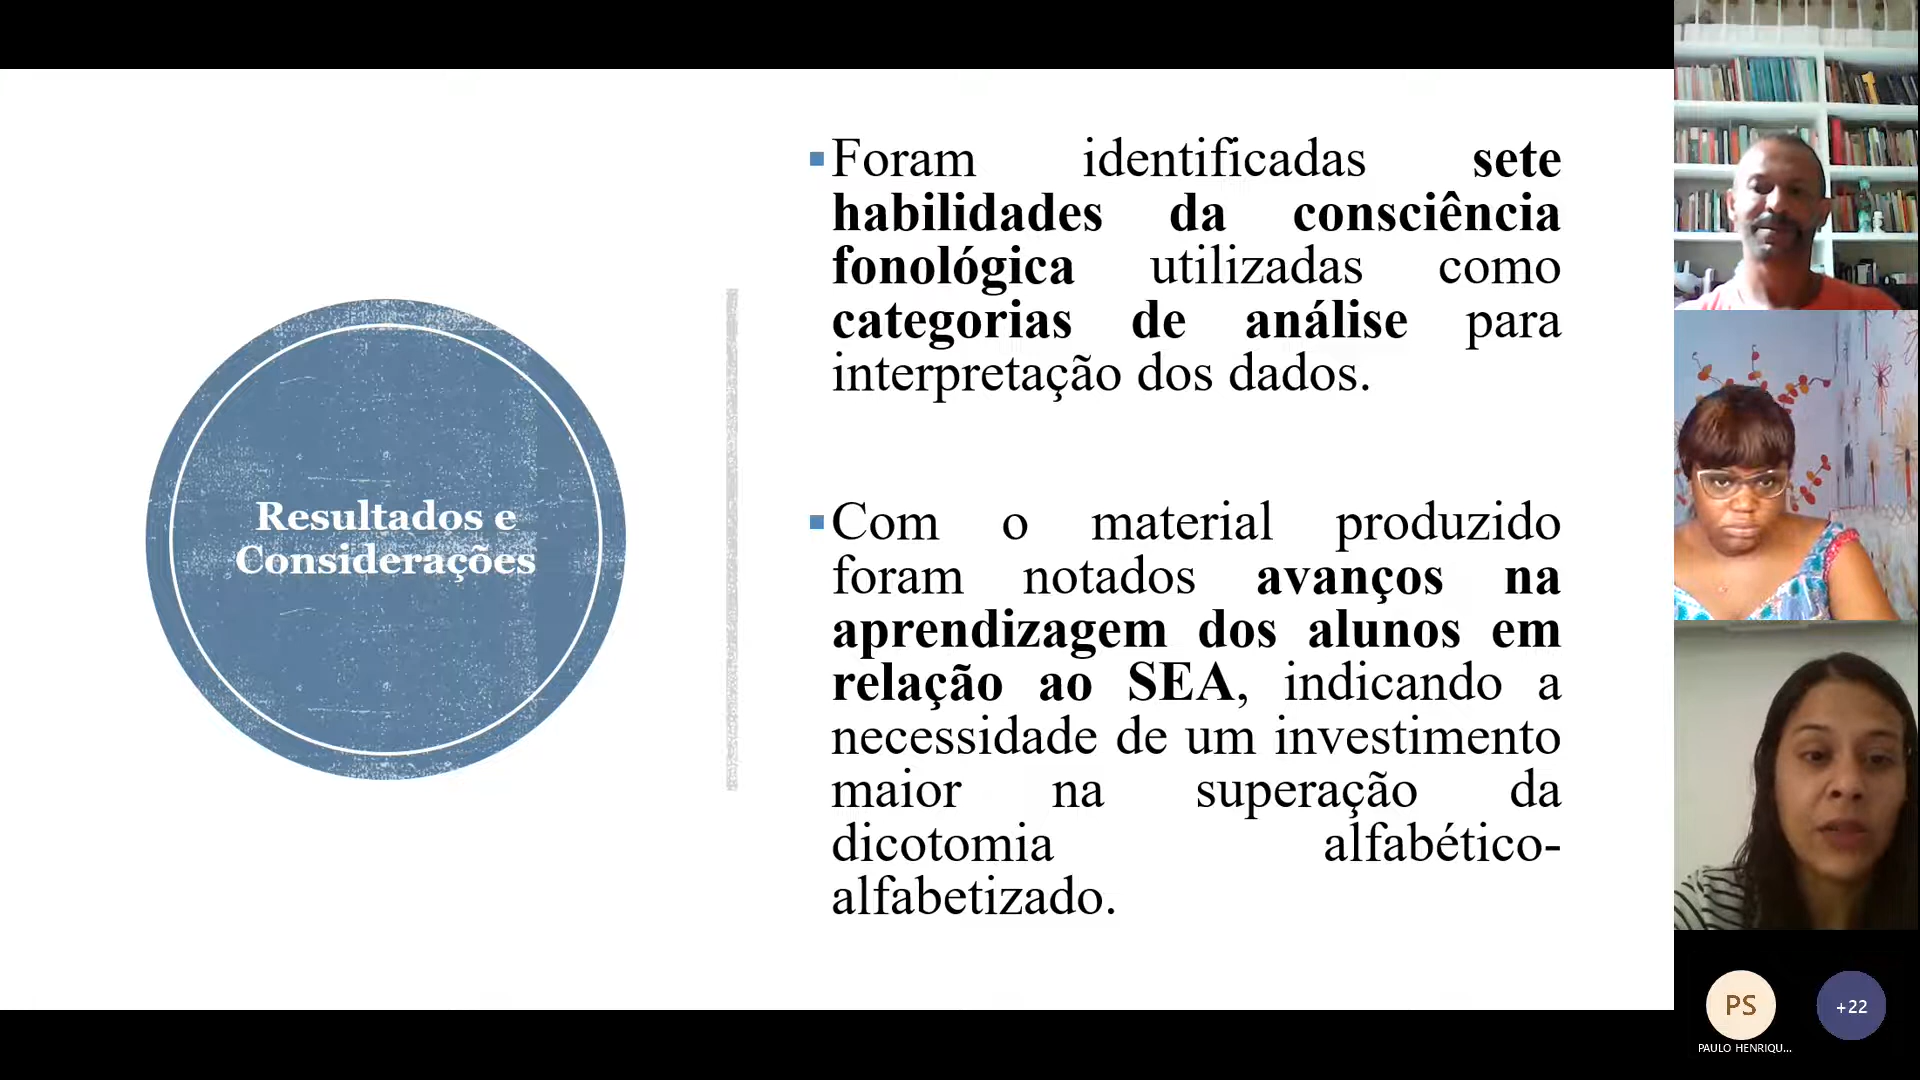 Resultados e
Considerações
Foram identificadas sete
habilidades da consciência
fonológica utilizadas como
categorias de análise para
interpretação dos dados.
Com o material produzido
foram notados avanços na
aprendizagem dos alunos em
relação ao SEA, indicando a
necessidade de um investimento
maior na superação da
dicotomia alfabético-
alfabetizado.
PS
+22
PAULO HENRIQU...